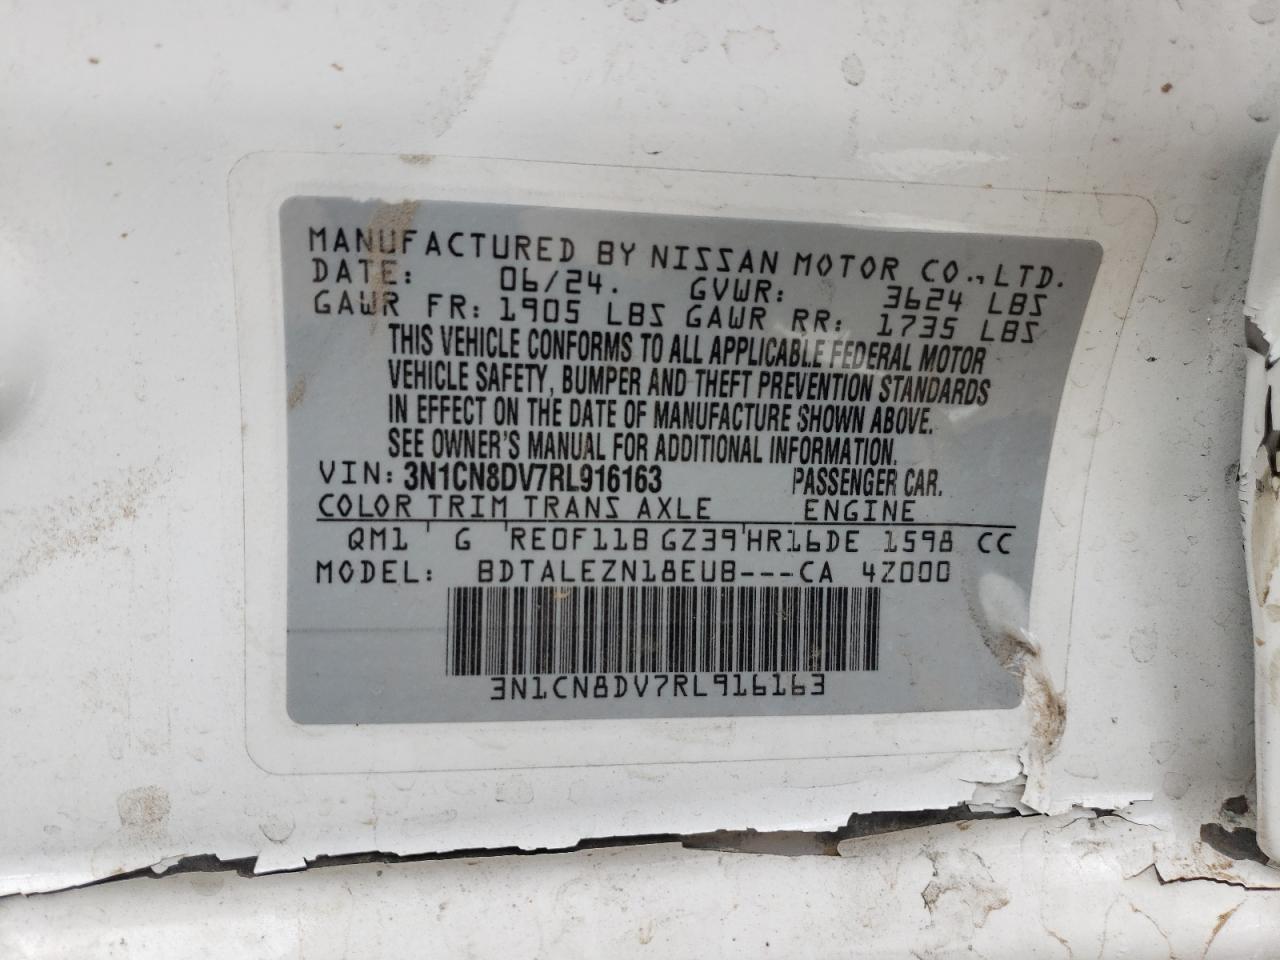 MANUFACTURED BY NISSAN MOTOR CO., LTD.
DATE: 06/24. GVWR: 3624 LBS
GAWR FR: 1905 LBS GAWR RR: 1735 LBS
THIS VEHICLE CONFORMS TO ALL APPLICABLE FEDERAL MOTOR
VEHICLE SAFETY, BUMPER AND THEFT PREVENTION STANDARDS
IN EFFECT ON THE DATE OF MANUFACTURE SHOWN ABOVE.
SEE OWNER'S MANUAL FOR ADDITIONAL INFORMATION.
VIN: 3N1CN8DV7RL916163 PASSENGER CAR.
COLOR TRIM TRANS AXLE ENGINE
QM1 ' G 'RE0F11B GZ39'HR16DE 1598 CC
MODEL: BDTALEZN18EUB---CA 4Z000
3N1CN8DV7RL916163